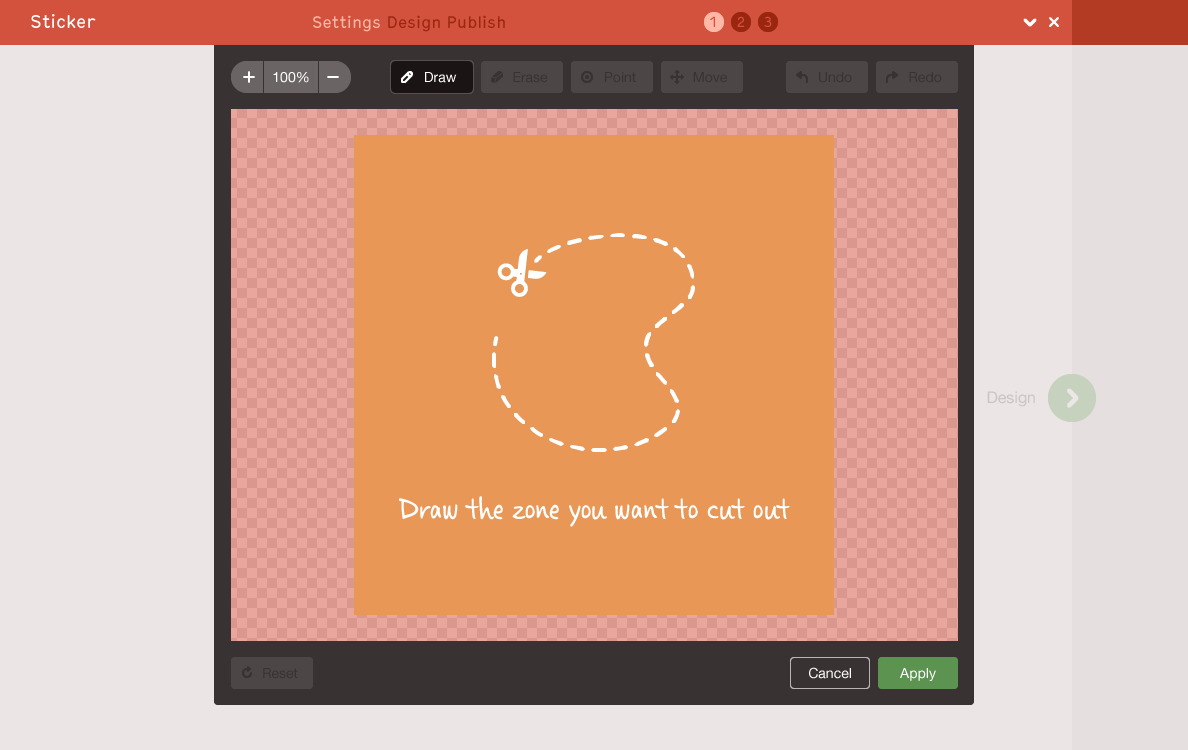 Sticker
Settings Design Publish
1 2 3
100%
Draw
Erase
Point
Move
Undo
Redo
Draw the zone you want to cut out
Design
Reset
Cancel
Apply